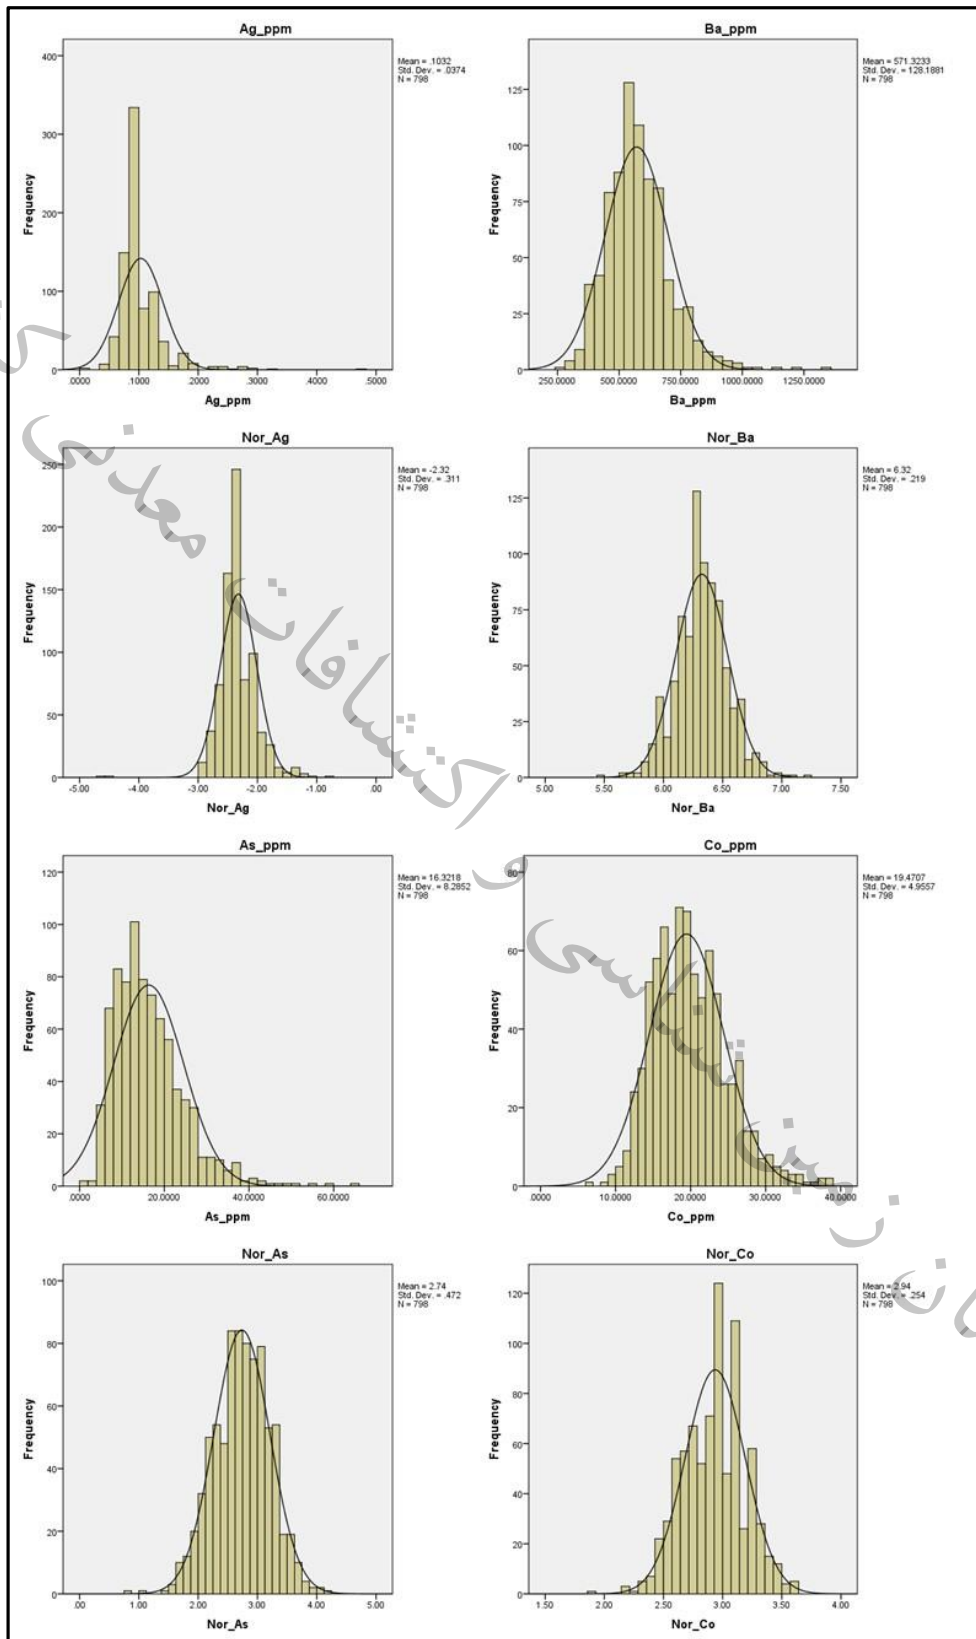 Ag_ppm
400
300
200
100
0
.0000
.1000
.2000
.3000
.4000
.5000
Frequency
Ag_ppm
Mean = .1032
Std. Dev. = .0374
N = 798
Ba_ppm
125
100
75
50
25
0
250.0000
500.0000
750.0000
1000.0000
1250.0000
Frequency
Ba_ppm
Mean = 571.3233
Std. Dev. = 128.1881
N = 798
Nor_Ag
250
200
150
100
50
0
-5.00
-4.00
-3.00
-2.00
-1.00
.00
Frequency
Nor_Ag
Mean = -2.32
Std. Dev. = .311
N = 798
Nor_Ba
125
100
75
50
25
0
5.00
5.50
6.00
6.50
7.00
7.50
Frequency
Nor_Ba
Mean = 6.32
Std. Dev. = .219
N = 798
As_ppm
120
100
80
60
40
20
0
.0000
20.0000
40.0000
60.0000
Frequency
As_ppm
Mean = 16.3218
Std. Dev. = 8.2852
N = 798
Co_ppm
80
60
40
20
0
.0000
10.0000
20.0000
30.0000
40.0000
Frequency
Co_ppm
Mean = 19.4707
Std. Dev. = 4.9557
N = 798
Nor_As
100
80
60
40
20
0
.00
1.00
2.00
3.00
4.00
5.00
Frequency
Nor_As
Mean = 2.74
Std. Dev. = .472
N = 798
Nor_Co
120
100
80
60
40
20
0
1.50
2.00
2.50
3.00
3.50
4.00
Frequency
Nor_Co
Mean = 2.94
Std. Dev. = .254
N = 798
زمین شناسی و اکتشافات معدنی